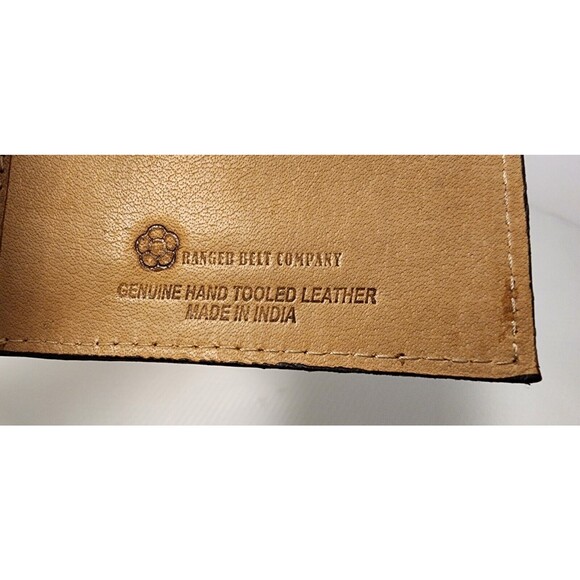 RANGER BELT COMPANY
GENUINE HAND TOOLED LEATHER
MADE IN INDIA